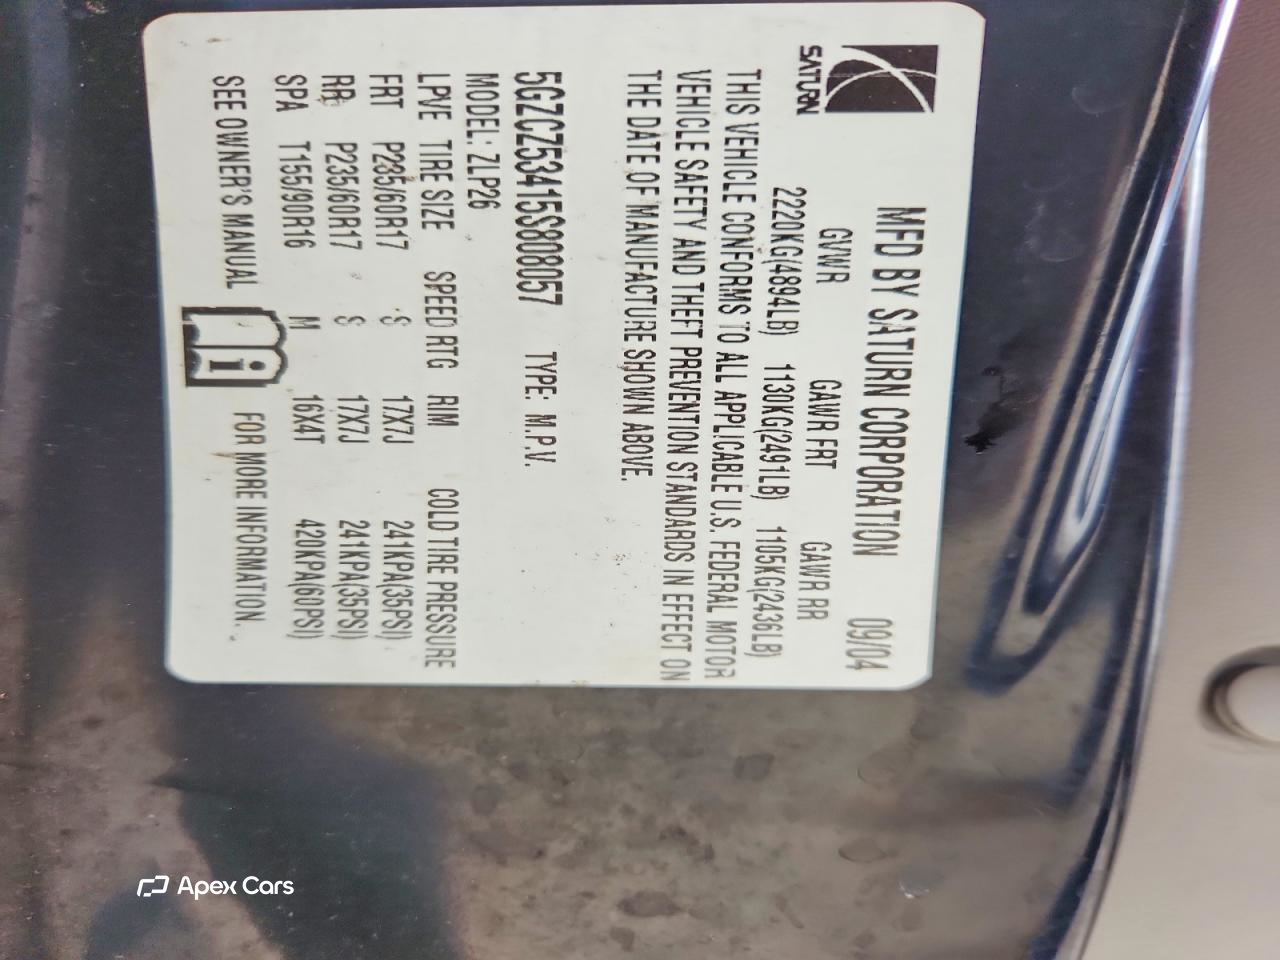 SATURN
MFD BY SATURN CORPORATION 09/04
GVWR GAWR FRT GAWR RR
2220KG(4894LB) 1130KG(2491LB) 1105KG(2436LB)
THIS VEHICLE CONFORMS TO ALL APPLICABLE U.S. FEDERAL MOTOR
VEHICLE SAFETY AND THEFT PREVENTION STANDARDS IN EFFECT ON
THE DATE OF MANUFACTURE SHOWN ABOVE.
5GZCZ53415S808057 TYPE: M.P.V.
MODEL: ZLP26
LPVE TIRE SIZE SPEED RTG RIM COLD TIRE PRESSURE
FRT P235/60R17 S 17X7J 241KPA(35PSI)
RR P235/60R17 S 17X7J 241KPA(35PSI)
SPA T155/90R16 M 16X4T 420KPA(60PSI)
SEE OWNER'S MANUAL i FOR MORE INFORMATION.
Apex Cars